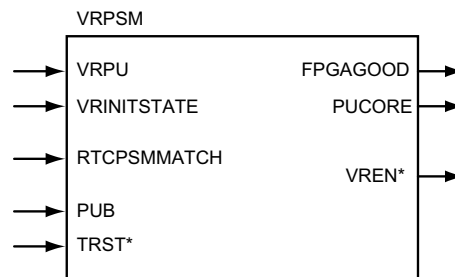 VRPSM
VRPU
FPGAGOOD
VRINITSTATE
PUCORE
RTCPSMMATCH
VREN*
PUB
TRST*